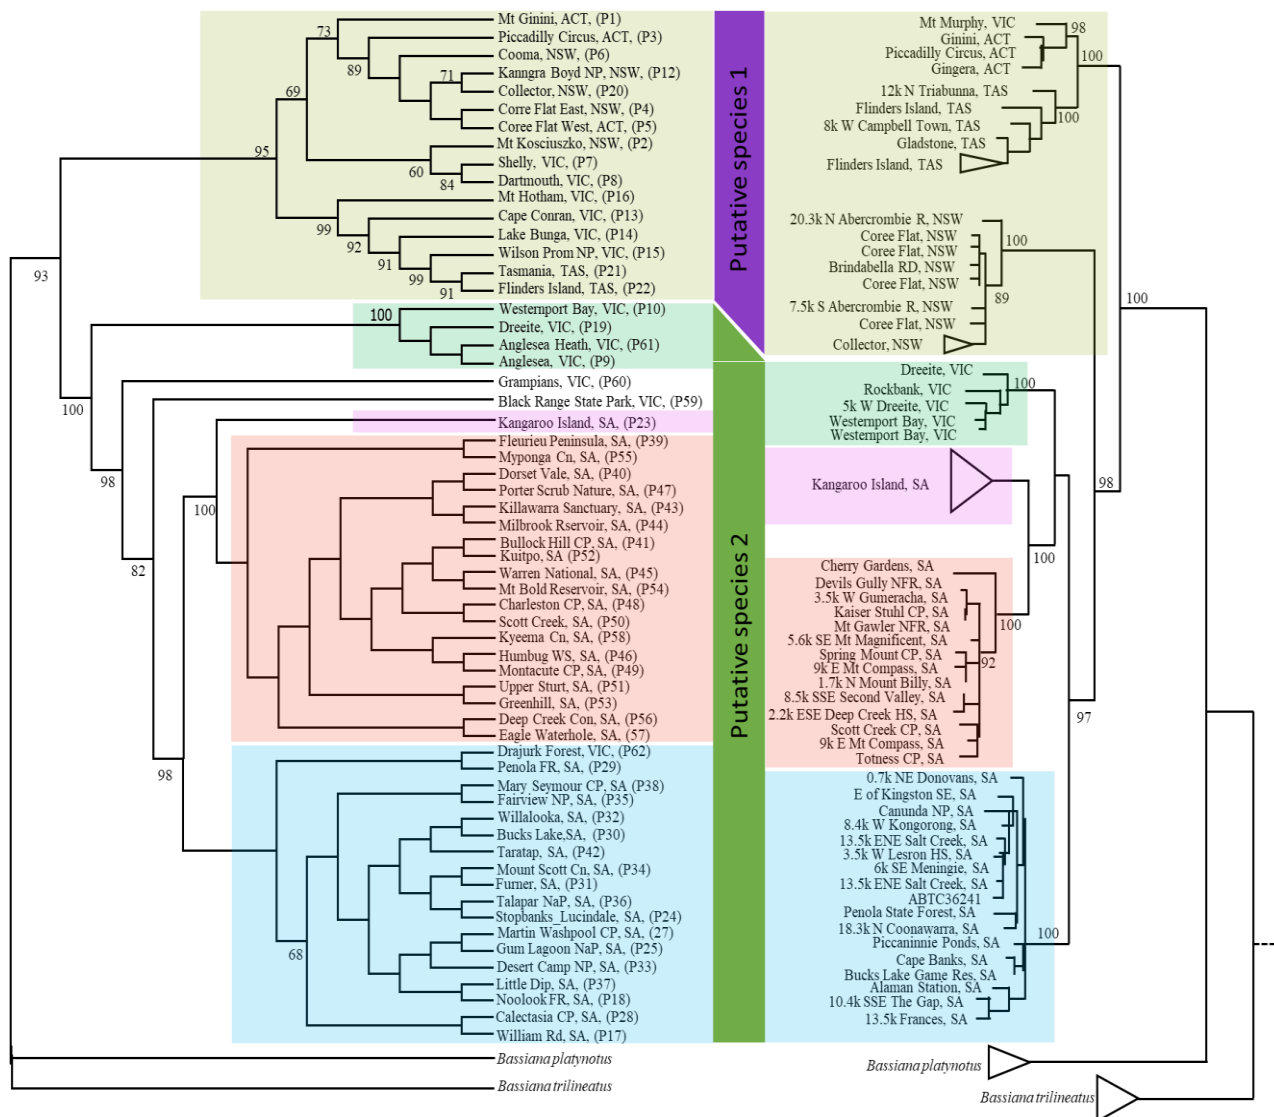 Mt Ginini, ACT, (P1)
Piccadilly Circus, ACT, (P3)
Cooma, NSW, (P6)
Kanngra Boyd NP, NSW, (P12)
Collector, NSW, (P20)
Corre Flat East, NSW, (P4)
Coree Flat West, ACT, (P5)
Mt Kosciuszko, NSW, (P2)
Shelly, VIC, (P7)
Dartmouth, VIC, (P8)
Mt Hotham, VIC, (P16)
Cape Conran, VIC, (P13)
Lake Bunga, VIC, (P14)
Wilson Prom NP, VIC, (P15)
Tasmania, TAS, (P21)
Flinders Island, TAS, (P22)
Westernport Bay, VIC, (P10)
Dreeite, VIC, (P19)
Anglesea Heath, VIC, (P61)
Anglesea, VIC, (P9)
Grampians, VIC, (P60)
Black Range State Park, VIC, (P59)
Kangaroo Island, SA, (P23)
Fleurieu Peninsula, SA, (P39)
Myponga Cn, SA, (P55)
Dorset Vale, SA, (P40)
Porter Scrub Nature, SA, (P47)
Killawarra Sanctuary, SA, (P43)
Milbrook Rservoir, SA, (P44)
Bullock Hill CP, SA, (P41)
Kuitpo, SA (P52)
Warren National, SA, (P45)
Mt Bold Reservoir, SA, (P54)
Charleston CP, SA, (P48)
Scott Creek, SA, (P50)
Kyeema Cn, SA, (P58)
Humbug WS, SA, (P46)
Montacute CP, SA, (P49)
Upper Sturt, SA, (P51)
Greenhill, SA, (P53)
Deep Creek Con, SA, (P56)
Eagle Waterhole, SA, (57)
Drajurk Forest, VIC, (P62)
Penola FR, SA, (P29)
Mary Seymour CP, SA, (P38)
Fairview NP, SA, (P35)
Willalooka, SA, (P32)
Bucks Lake,SA, (P30)
Taratap, SA, (P42)
Mount Scott Cn, SA, (P34)
Furner, SA, (P31)
Talapar NaP, SA, (P36)
Stopbanks_Lucindale, SA, (P24)
Martin Washpool CP, SA, (27)
Gum Lagoon NaP, SA, (P25)
Desert Camp NP, SA, (P33)
Little Dip, SA, (P37)
Noolook FR, SA, (P18)
Calectasia CP, SA, (P28)
William Rd, SA, (P17)
Bassiana platynotus
Bassiana trilineatus
73
89
71
69
95
60
84
99
92
91
99
91
93
100
100
98
100
82
98
68
Putative species 1
Putative species 2
Mt Murphy, VIC
Ginini, ACT
Piccadilly Circus, ACT
Gingera, ACT
12k N Triabunna, TAS
Flinders Island, TAS
8k W Campbell Town, TAS
Gladstone, TAS
Flinders Island, TAS
20.3k N Abercrombie R, NSW
Coree Flat, NSW
Coree Flat, NSW
Brindabella RD, NSW
Coree Flat, NSW
7.5k S Abercrombie R, NSW
Coree Flat, NSW
Collector, NSW
Dreeite, VIC
Rockbank, VIC
5k W Dreeite, VIC
Westernport Bay, VIC
Westernport Bay, VIC
Kangaroo Island, SA
Cherry Gardens, SA
Devils Gully NFR, SA
3.5k W Gumeracha, SA
Kaiser Stuhl CP, SA
Mt Gawler NFR, SA
5.6k SE Mt Magnificent, SA
Spring Mount CP, SA
9k E Mt Compass, SA
1.7k N Mount Billy, SA
8.5k SSE Second Valley, SA
2.2k ESE Deep Creek HS, SA
Scott Creek CP, SA
9k E Mt Compass, SA
Totness CP, SA
0.7k NE Donovans, SA
E of Kingston SE, SA
Canunda NP, SA
8.4k W Kongorong, SA
13.5k ENE Salt Creek, SA
3.5k W Lesron HS, SA
6k SE Meningie, SA
13.5k ENE Salt Creek, SA
ABTC36241
Penola State Forest, SA
18.3k N Coonawarra, SA
Piccaninnie Ponds, SA
Cape Banks, SA
Bucks Lake Game Res, SA
Alaman Station, SA
10.4k SSE The Gap, SA
13.5k Frances, SA
Bassiana platynotus
Bassiana trilineatus
98
100
100
100
89
100
100
98
100
100
92
97
100